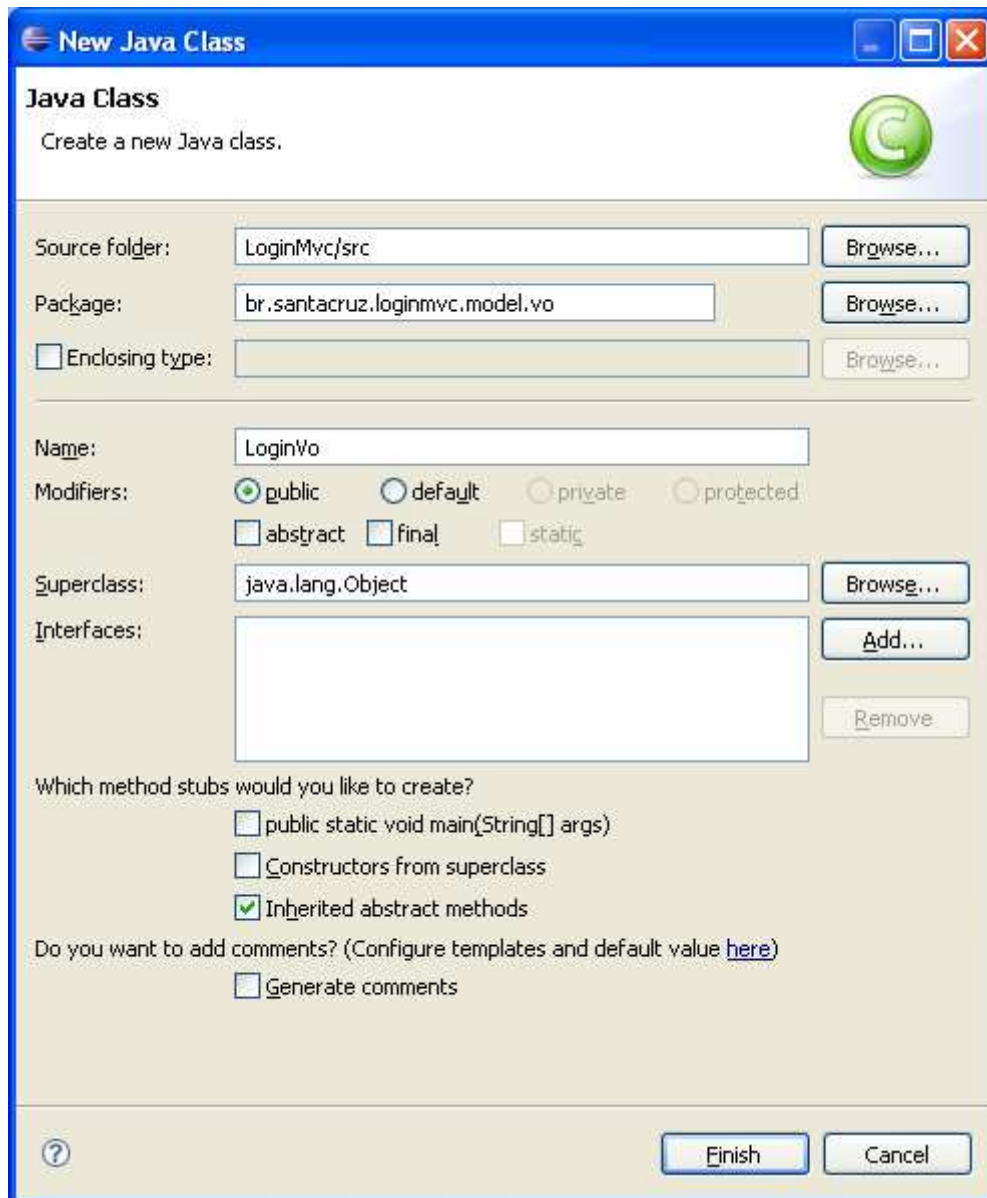 New Java Class
Java Class
Create a new Java class.
Source folder: LoginMvc/src Browse...
Package: br.santacruz.loginmvc.model.vo Browse...
Enclosing type: Browse...
Name: LoginVo
Modifiers: public default private protected
abstract final static
Superclass: java.lang.Object Browse...
Interfaces: Add...
Remove
Which method stubs would you like to create?
public static void main(String[] args)
Constructors from superclass
Inherited abstract methods
Do you want to add comments? (Configure templates and default value here)
Generate comments
? Finish Cancel